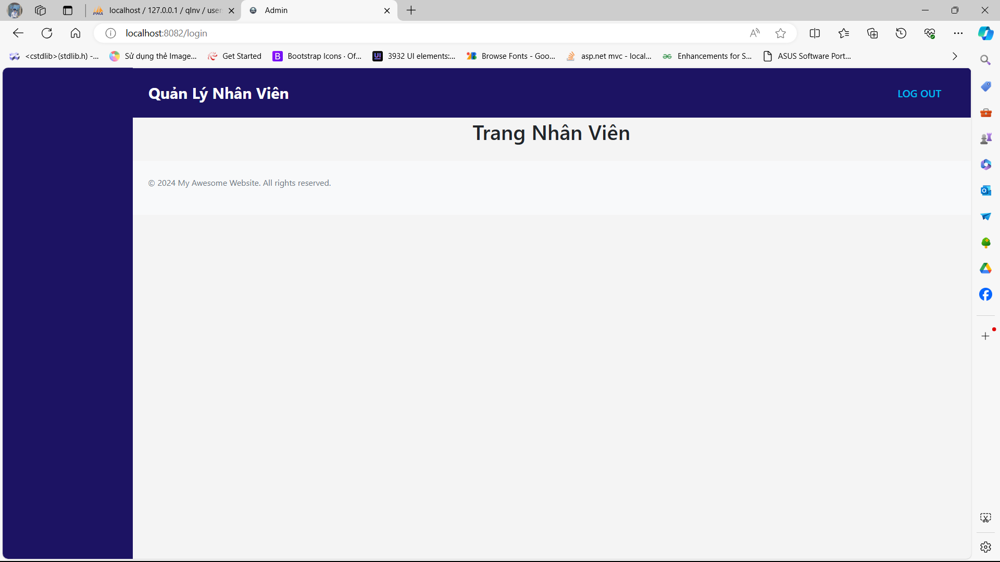 localhost / 127.0.0.1 / qlnv / user
Admin
localhost:8082/login
<cstdlib>(stdlib.h) -...
Sử dụng thẻ Image...
Get Started
Bootstrap Icons · Of...
3932 UI elements:...
Browse Fonts - Goo...
asp.net mvc - local...
Enhancements for S...
ASUS Software Port...
Quản Lý Nhân Viên
LOG OUT
Trang Nhân Viên
© 2024 My Awesome Website. All rights reserved.